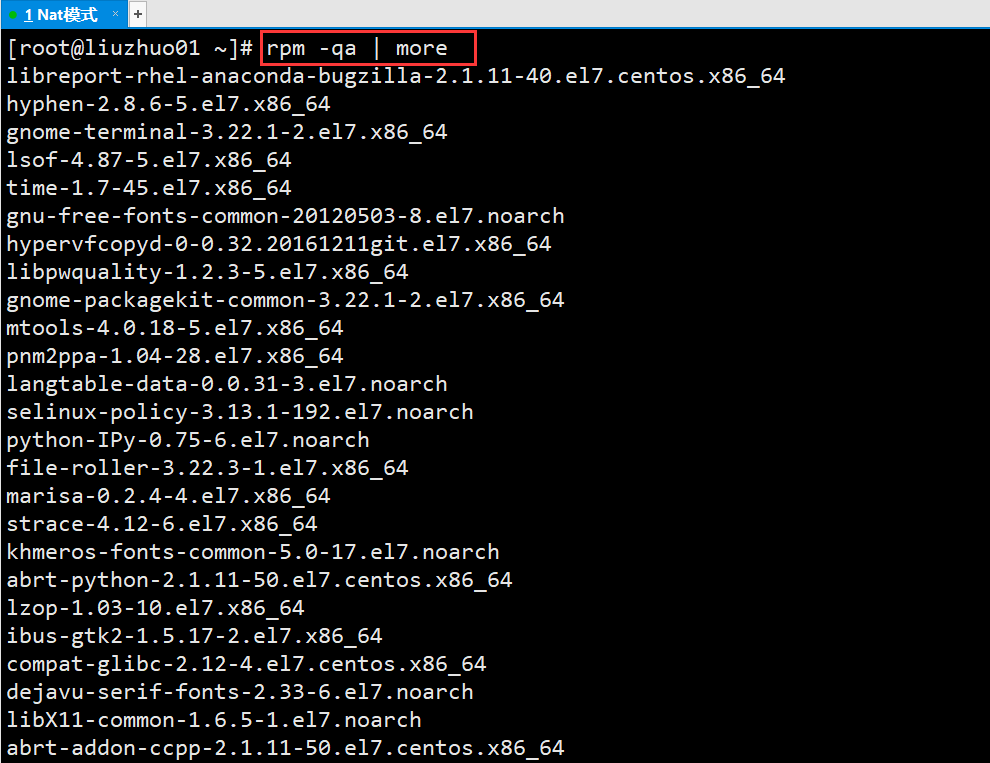 1 Nat模式 × +
[root@liuzhuo01 ~]# rpm -qa | more
libreport-rhel-anaconda-bugzilla-2.1.11-40.el7.centos.x86_64
hyphen-2.8.6-5.el7.x86_64
gnome-terminal-3.22.1-2.el7.x86_64
lsof-4.87-5.el7.x86_64
time-1.7-45.el7.x86_64
gnu-free-fonts-common-20120503-8.el7.noarch
hypervfcopyd-0-0.32.20161211git.el7.x86_64
libpwquality-1.2.3-5.el7.x86_64
gnome-packagekit-common-3.22.1-2.el7.x86_64
mtools-4.0.18-5.el7.x86_64
pnm2ppa-1.04-28.el7.x86_64
langtable-data-0.0.31-3.el7.noarch
selinux-policy-3.13.1-192.el7.noarch
python-IPy-0.75-6.el7.noarch
file-roller-3.22.3-1.el7.x86_64
marisa-0.2.4-4.el7.x86_64
strace-4.12-6.el7.x86_64
khmeros-fonts-common-5.0-17.el7.noarch
abrt-python-2.1.11-50.el7.centos.x86_64
lzop-1.03-10.el7.x86_64
ibus-gtk2-1.5.17-2.el7.x86_64
compat-glibc-2.12-4.el7.centos.x86_64
dejavu-serif-fonts-2.33-6.el7.noarch
libX11-common-1.6.5-1.el7.noarch
abrt-addon-ccpp-2.1.11-50.el7.centos.x86_64